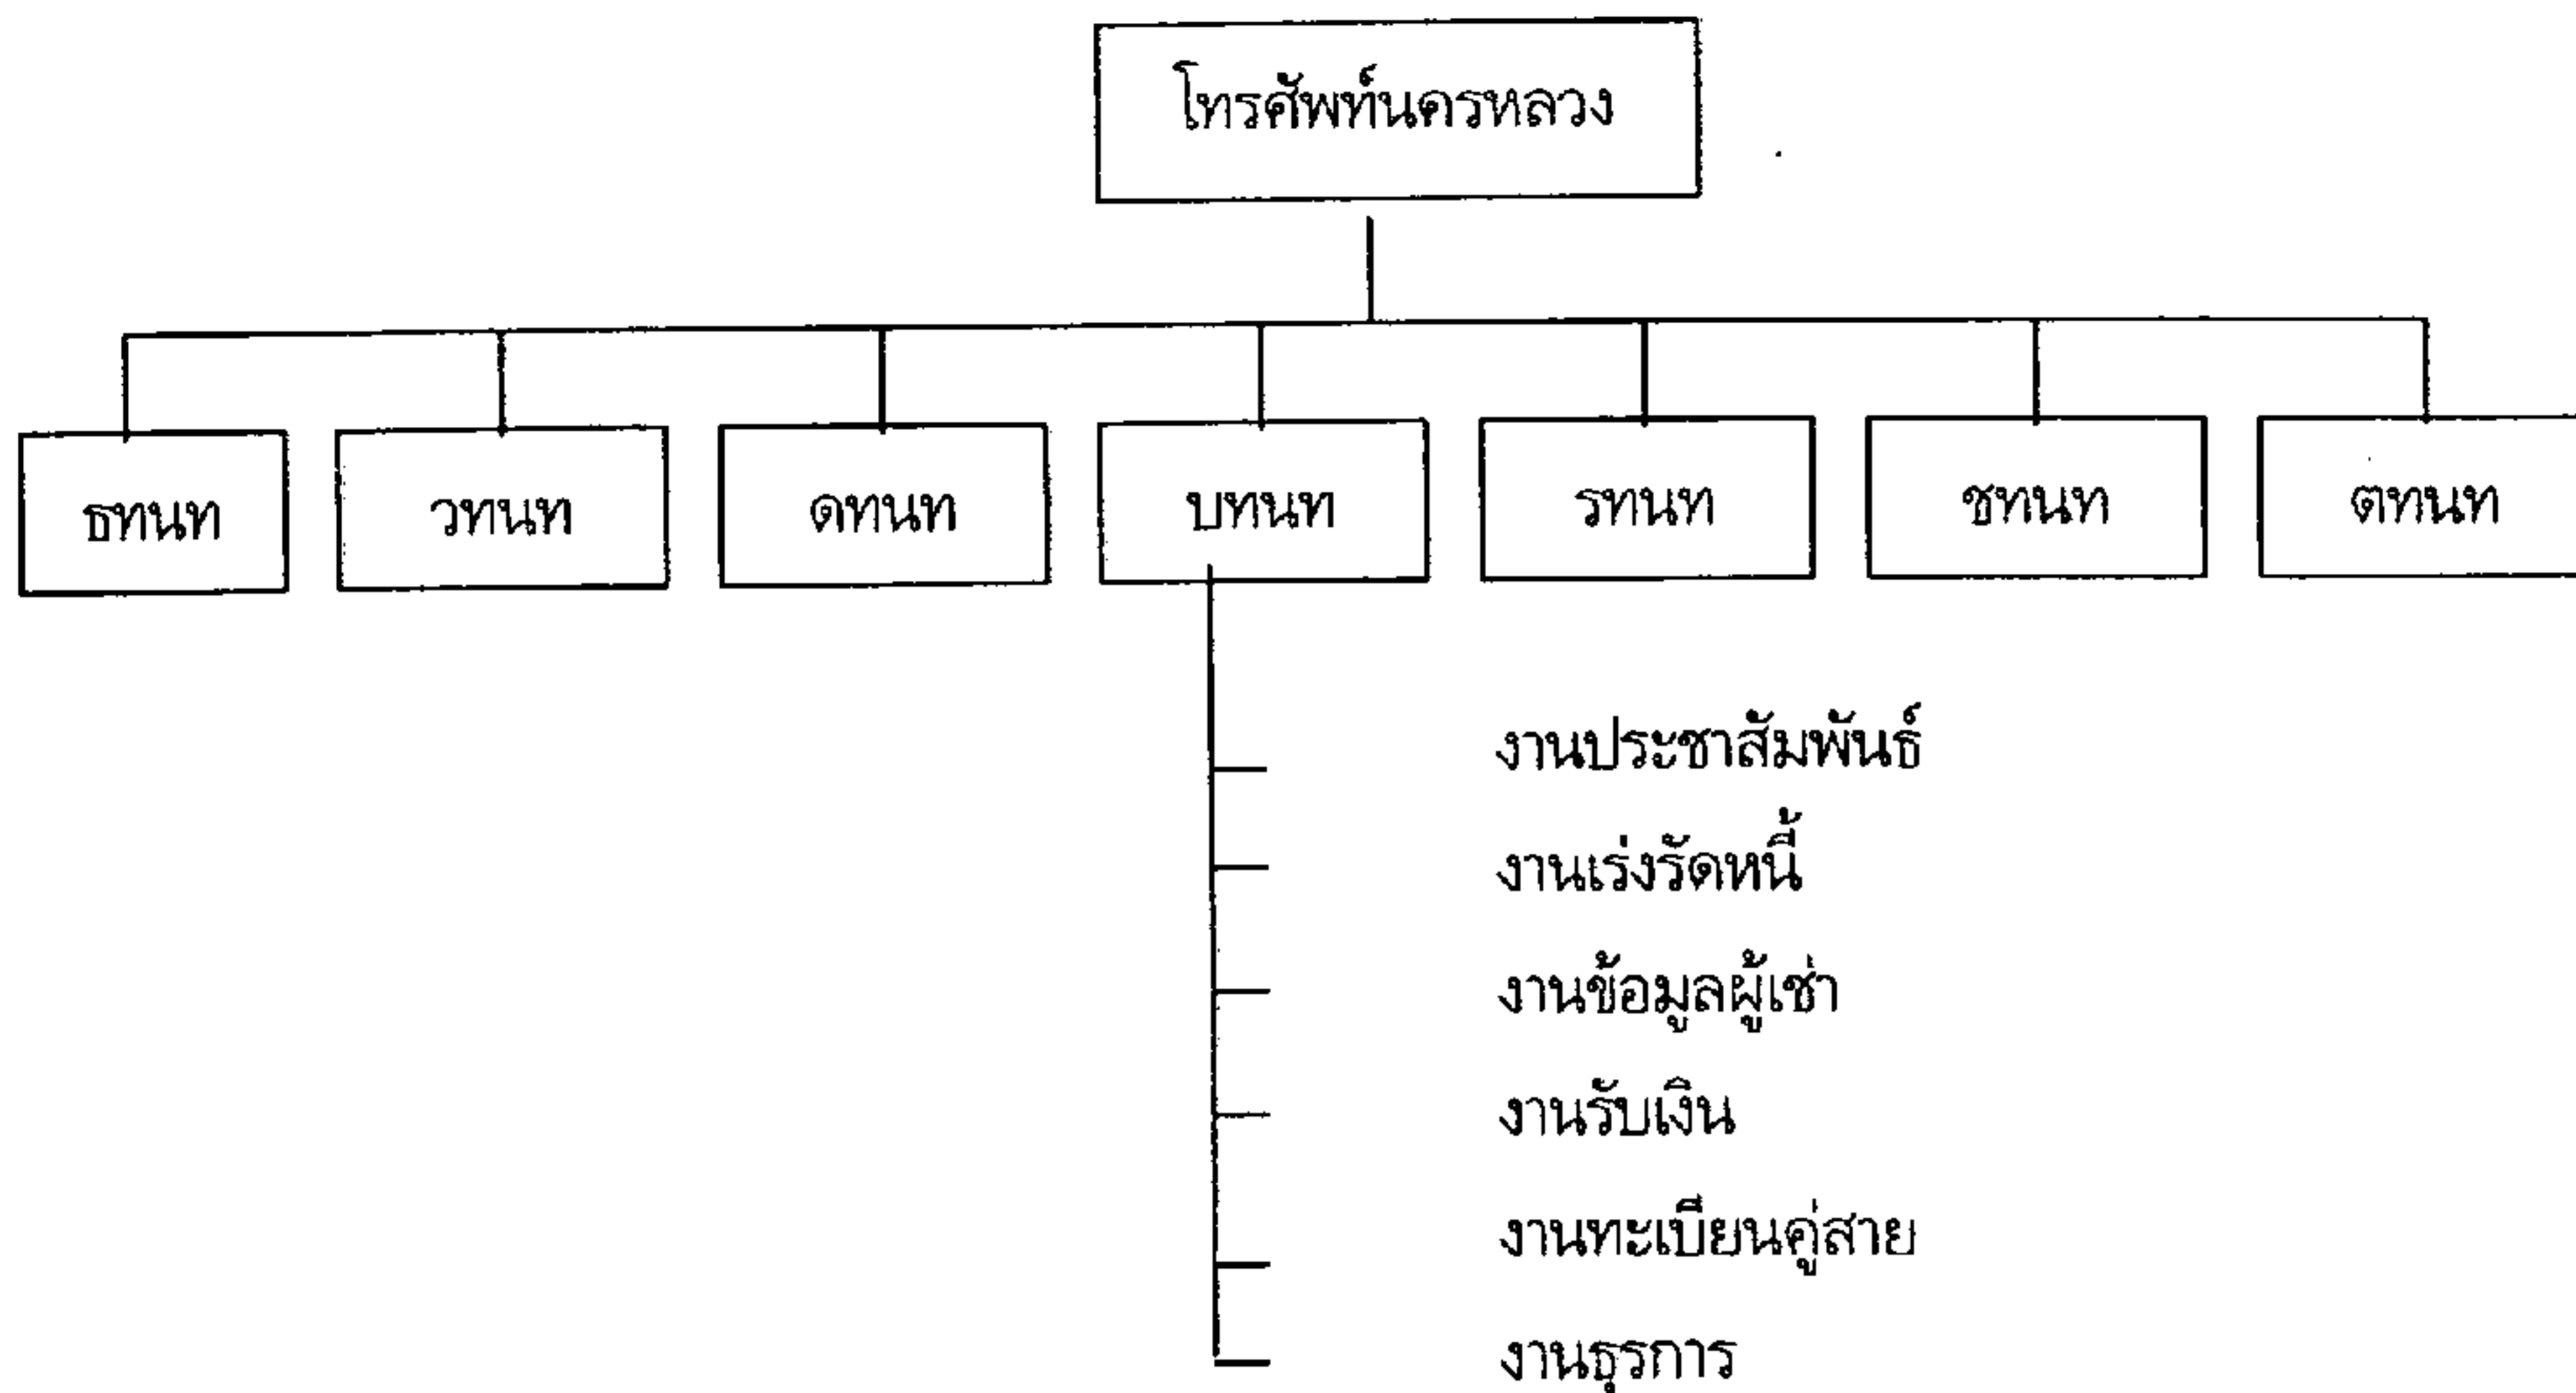 โทรศัพท์นครหลวง
ธทนท วทนท ดทนท บทนท รทนท ชทนท ตทนท
งานประชาสัมพันธ์
งานเร่งรัดหนี้
งานข้อมูลผู้เช่า
งานรับเงิน
งานทะเบียนคู่สาย
งานธุรการ